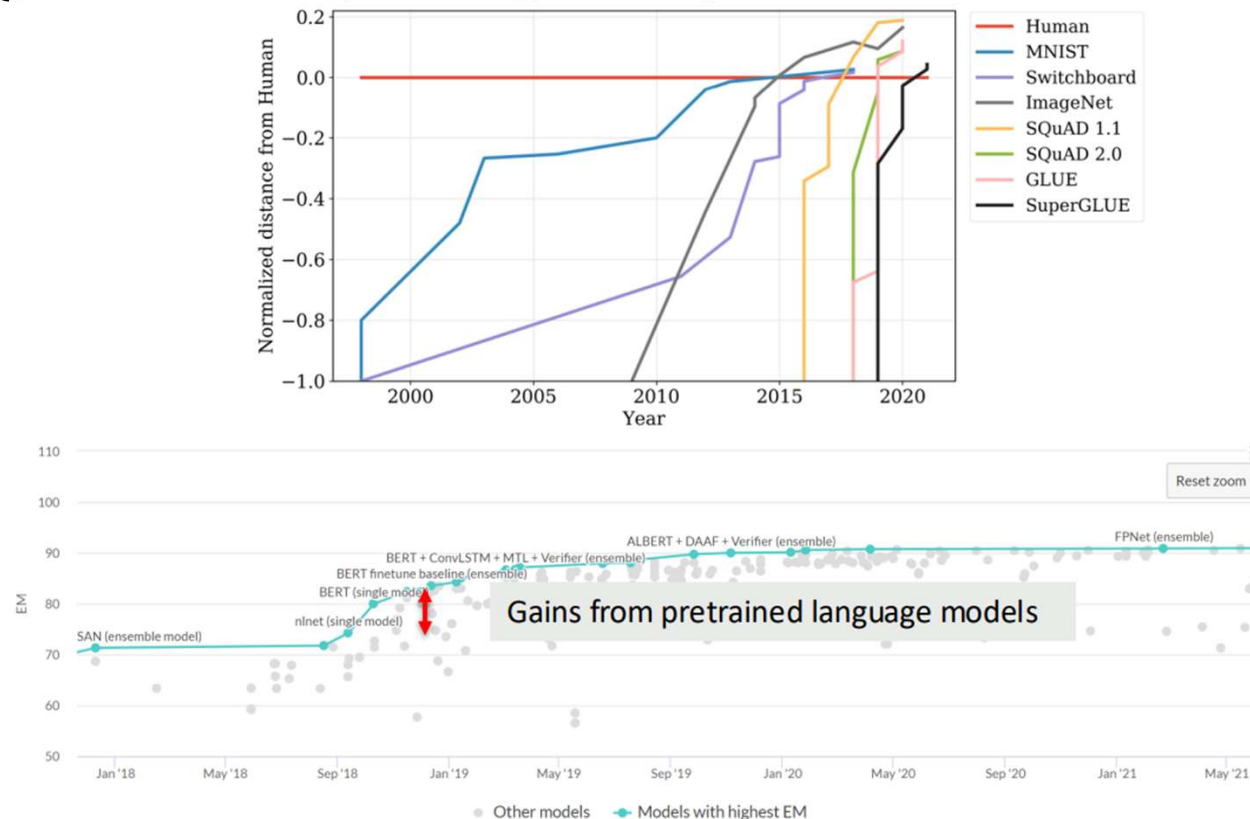 0.2
0.0
−0.2
−0.4
−0.6
−0.8
−1.0
Normalized distance from Human
2000 2005 2010 2015 2020
Year
Human
MNIST
Switchboard
ImageNet
SQuAD 1.1
SQuAD 2.0
GLUE
SuperGLUE
110
100
90
80
70
60
50
EM
Reset zoom
ALBERT + DAAF + Verifier (ensemble)
FPNet (ensemble)
BERT + ConvLSTM + MTL + Verifier (ensemble)
BERT finetune baseline (ensemble)
BERT (single model)
nlnet (single model)
SAN (ensemble model)
Gains from pretrained language models
Jan '18 May '18 Sep '18 Jan '19 May '19 Sep '19 Jan '20 May '20 Sep '20 Jan '21 May '21
Other models Models with highest EM